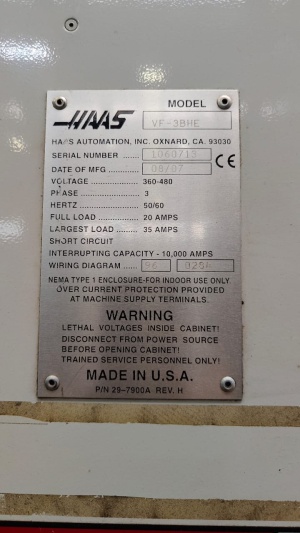 HAAS
MODEL
VF-3BHE
HAAS AUTOMATION, INC. OXNARD, CA. 93030
SERIAL NUMBER ...... 1060713
DATE OF MFG ............. 08/07
VOLTAGE .................... 360-480
PHASE ......................... 3
HERTZ .......................... 50/60
FULL LOAD ................ 20 AMPS
LARGEST LOAD ........ 35 AMPS
SHORT CIRCUIT
INTERRUPTING CAPACITY - 10,000 AMPS
WIRING DIAGRAM ......
NEMA TYPE 1 ENCLOSURE-FOR INDOOR USE ONLY
OVER CURRENT PROTECTION PROVIDED
AT MACHINE SUPPLY TERMINALS.
WARNING
LETHAL VOLTAGES INSIDE CABINET!
DISCONNECT FROM POWER SOURCE
BEFORE OPENING CABINET!
TRAINED SERVICE PERSONNEL ONLY!
MADE IN U.S.A.
P/N 29-7900A REV. H